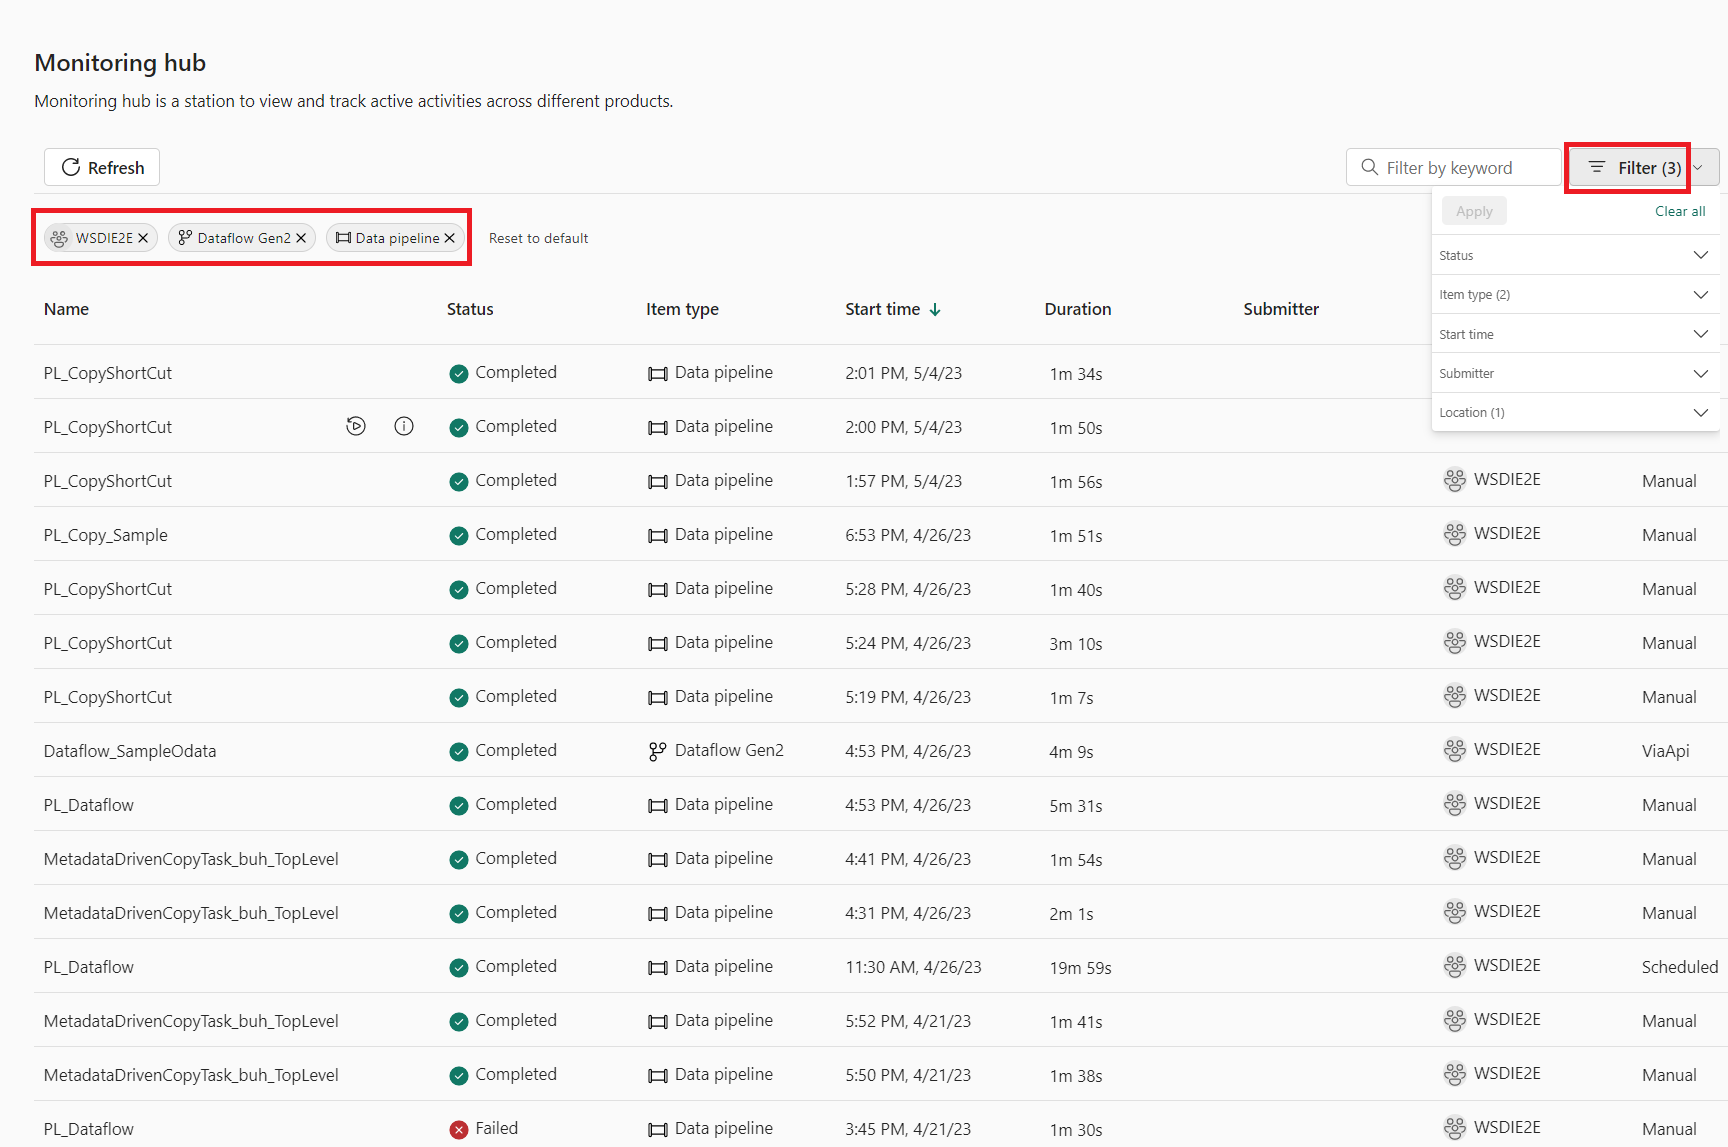 Monitoring hub
Monitoring hub is a station to view and track active activities across different products.
Refresh
Filter by keyword
Filter (3)
Apply
Clear all
WSDIE2E
Dataflow Gen2
Data pipeline
Reset to default
Status
Item type (2)
Start time
Submitter
Location (1)
Name Status Item type Start time Duration Submitter
PL_CopyShortCut Completed Data pipeline 2:01 PM, 5/4/23 1m 34s
PL_CopyShortCut Completed Data pipeline 2:00 PM, 5/4/23 1m 50s
PL_CopyShortCut Completed Data pipeline 1:57 PM, 5/4/23 1m 56s WSDIE2E Manual
PL_Copy_Sample Completed Data pipeline 6:53 PM, 4/26/23 1m 51s WSDIE2E Manual
PL_CopyShortCut Completed Data pipeline 5:28 PM, 4/26/23 1m 40s WSDIE2E Manual
PL_CopyShortCut Completed Data pipeline 5:24 PM, 4/26/23 3m 10s WSDIE2E Manual
PL_CopyShortCut Completed Data pipeline 5:19 PM, 4/26/23 1m 7s WSDIE2E Manual
Dataflow_SampleOdata Completed Dataflow Gen2 4:53 PM, 4/26/23 4m 9s WSDIE2E ViaApi
PL_Dataflow Completed Data pipeline 4:53 PM, 4/26/23 5m 31s WSDIE2E Manual
MetadataDrivenCopyTask_buh_TopLevel Completed Data pipeline 4:41 PM, 4/26/23 1m 54s WSDIE2E Manual
MetadataDrivenCopyTask_buh_TopLevel Completed Data pipeline 4:31 PM, 4/26/23 2m 1s WSDIE2E Manual
PL_Dataflow Completed Data pipeline 11:30 AM, 4/26/23 19m 59s WSDIE2E Scheduled
MetadataDrivenCopyTask_buh_TopLevel Completed Data pipeline 5:52 PM, 4/21/23 1m 41s WSDIE2E Manual
MetadataDrivenCopyTask_buh_TopLevel Completed Data pipeline 5:50 PM, 4/21/23 1m 38s WSDIE2E Manual
PL_Dataflow Failed Data pipeline 3:45 PM, 4/21/23 1m 30s WSDIE2E Manual